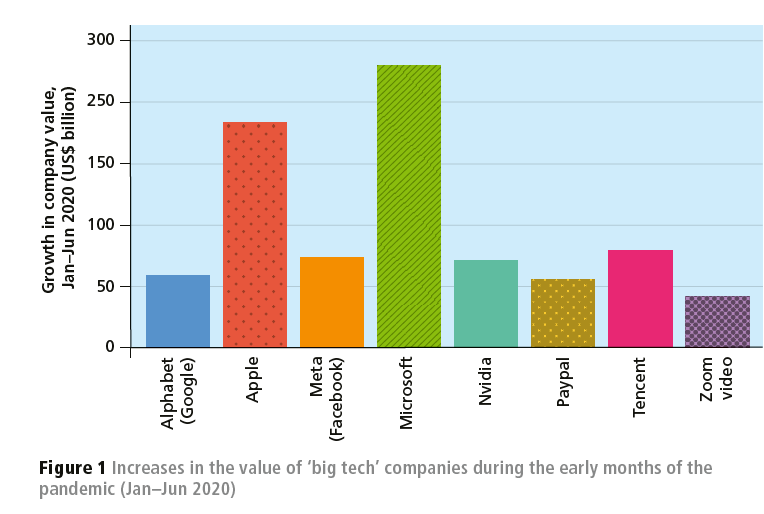 Growth in company value,
Jan–Jun 2020 (US$ billion)
300
250
150
100
50
0
Alphabet
(Google)
Apple
Meta
(Facebook)
Microsoft
Nvidia
Paypal
Tencent
Zoom
video
Figure 1 Increases in the value of ‘big tech’ companies during the early months of the
pandemic (Jan–Jun 2020)